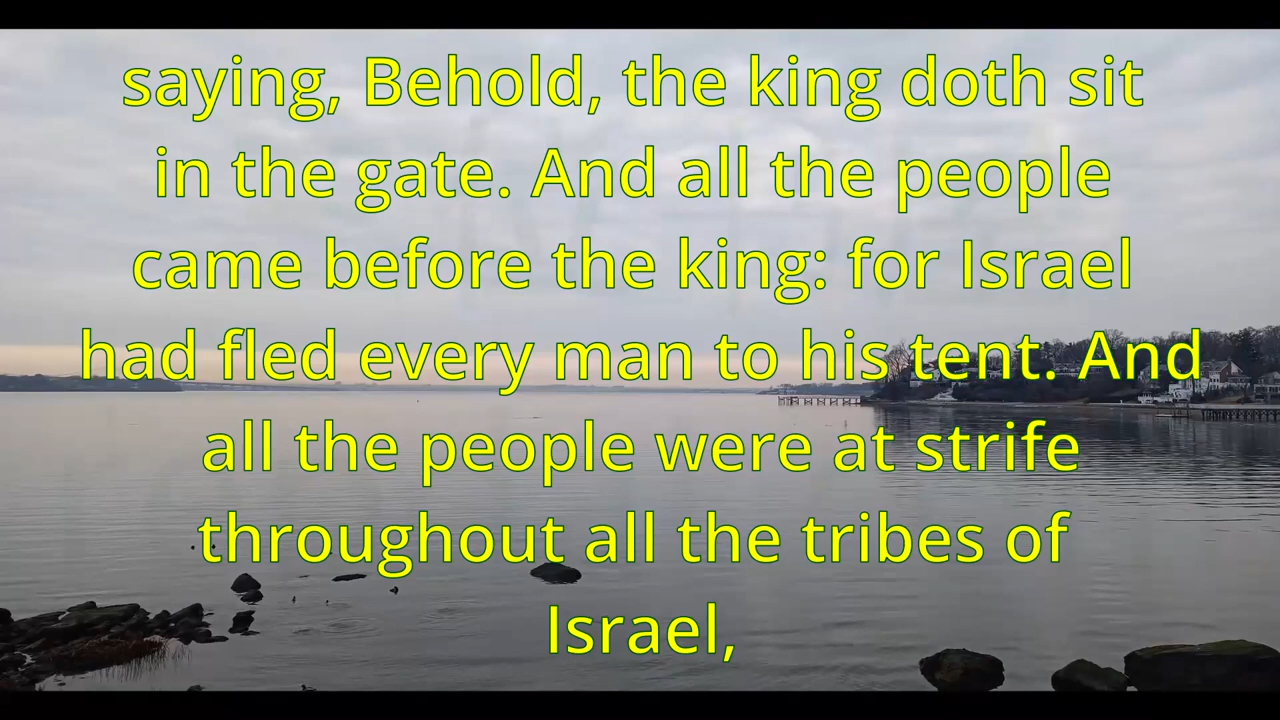 saying, Behold, the king doth sit
in the gate. And all the people
came before the king: for Israel
had fled every man to his tent. And
all the people were at strife
throughout all the tribes of
Israel,